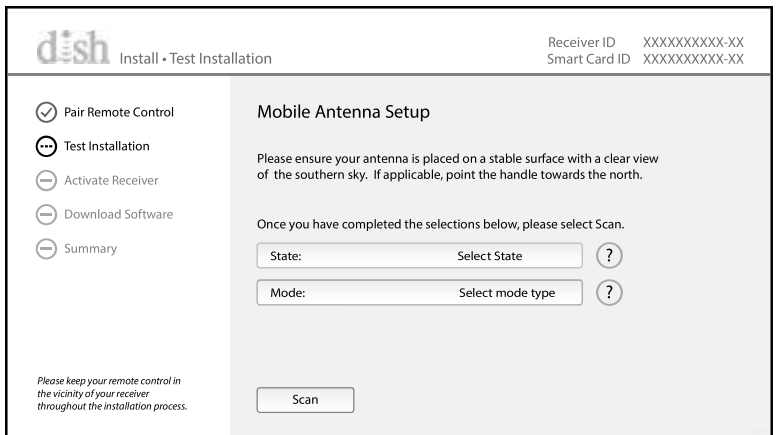 dish
Install • Test Installation
Receiver ID XXXXXXXXXX-XX
Smart Card ID XXXXXXXXXX-XX
Pair Remote Control
Test Installation
Activate Receiver
Download Software
Summary
Please keep your remote control in
the vicinity of your receiver
throughout the installation process.
Mobile Antenna Setup
Please ensure your antenna is placed on a stable surface with a clear view
of the southern sky. If applicable, point the handle towards the north.
Once you have completed the selections below, please select Scan.
State: Select State ?
Mode: Select mode type ?
Scan